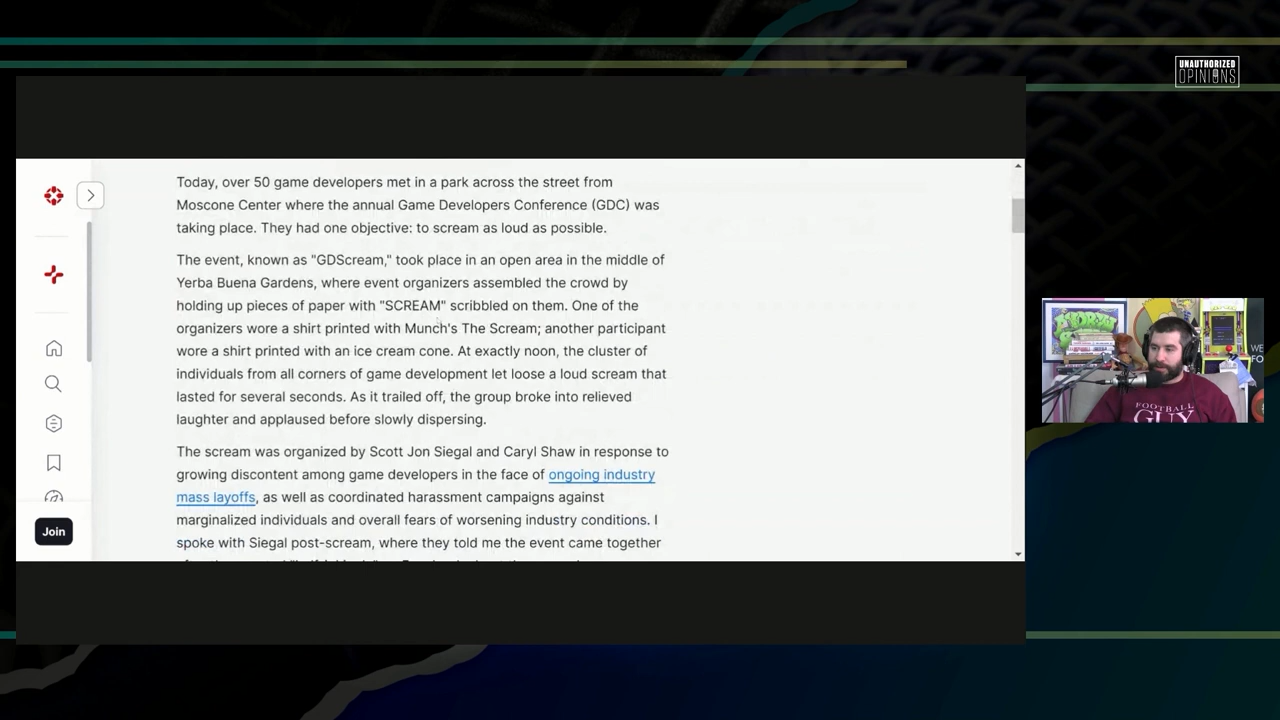 UNAUTHORIZED
OPINIONS
Today, over 50 game developers met in a park across the street from
Moscone Center where the annual Game Developers Conference (GDC) was
taking place. They had one objective: to scream as loud as possible.
The event, known as "GDScream," took place in an open area in the middle of
Yerba Buena Gardens, where event organizers assembled the crowd by
holding up pieces of paper with "SCREAM" scribbled on them. One of the
organizers wore a shirt printed with Munch's The Scream; another participant
wore a shirt printed with an ice cream cone. At exactly noon, the cluster of
individuals from all corners of game development let loose a loud scream that
lasted for several seconds. As it trailed off, the group broke into relieved
laughter and applaused before slowly dispersing.
The scream was organized by Scott Jon Siegal and Caryl Shaw in response to
growing discontent among game developers in the face of ongoing industry
mass layoffs, as well as coordinated harassment campaigns against
marginalized individuals and overall fears of worsening industry conditions. I
spoke with Siegal post-scream, where they told me the event came together
Join
FOOTBALL
GUY
WE
FO